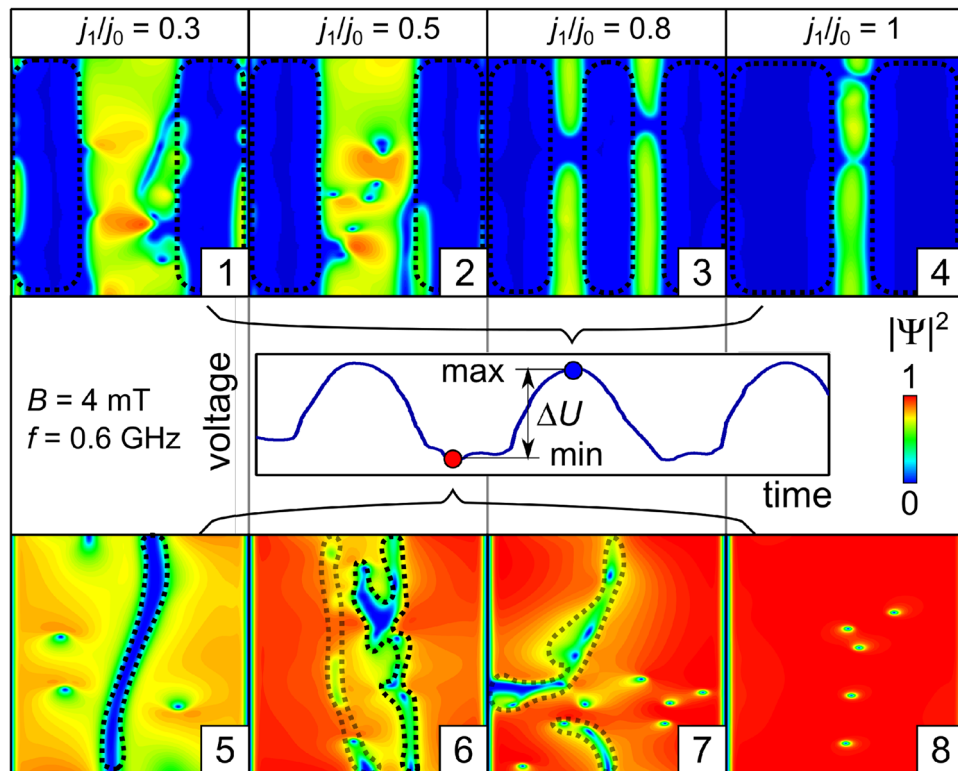 j₁/j₀ = 0.3
j₁/j₀ = 0.5
j₁/j₀ = 0.8
j₁/j₀ = 1
1
2
3
4
|Ψ|²
1
0
B = 4 mT
f = 0.6 GHz
voltage
max
ΔU
min
time
5
6
7
8